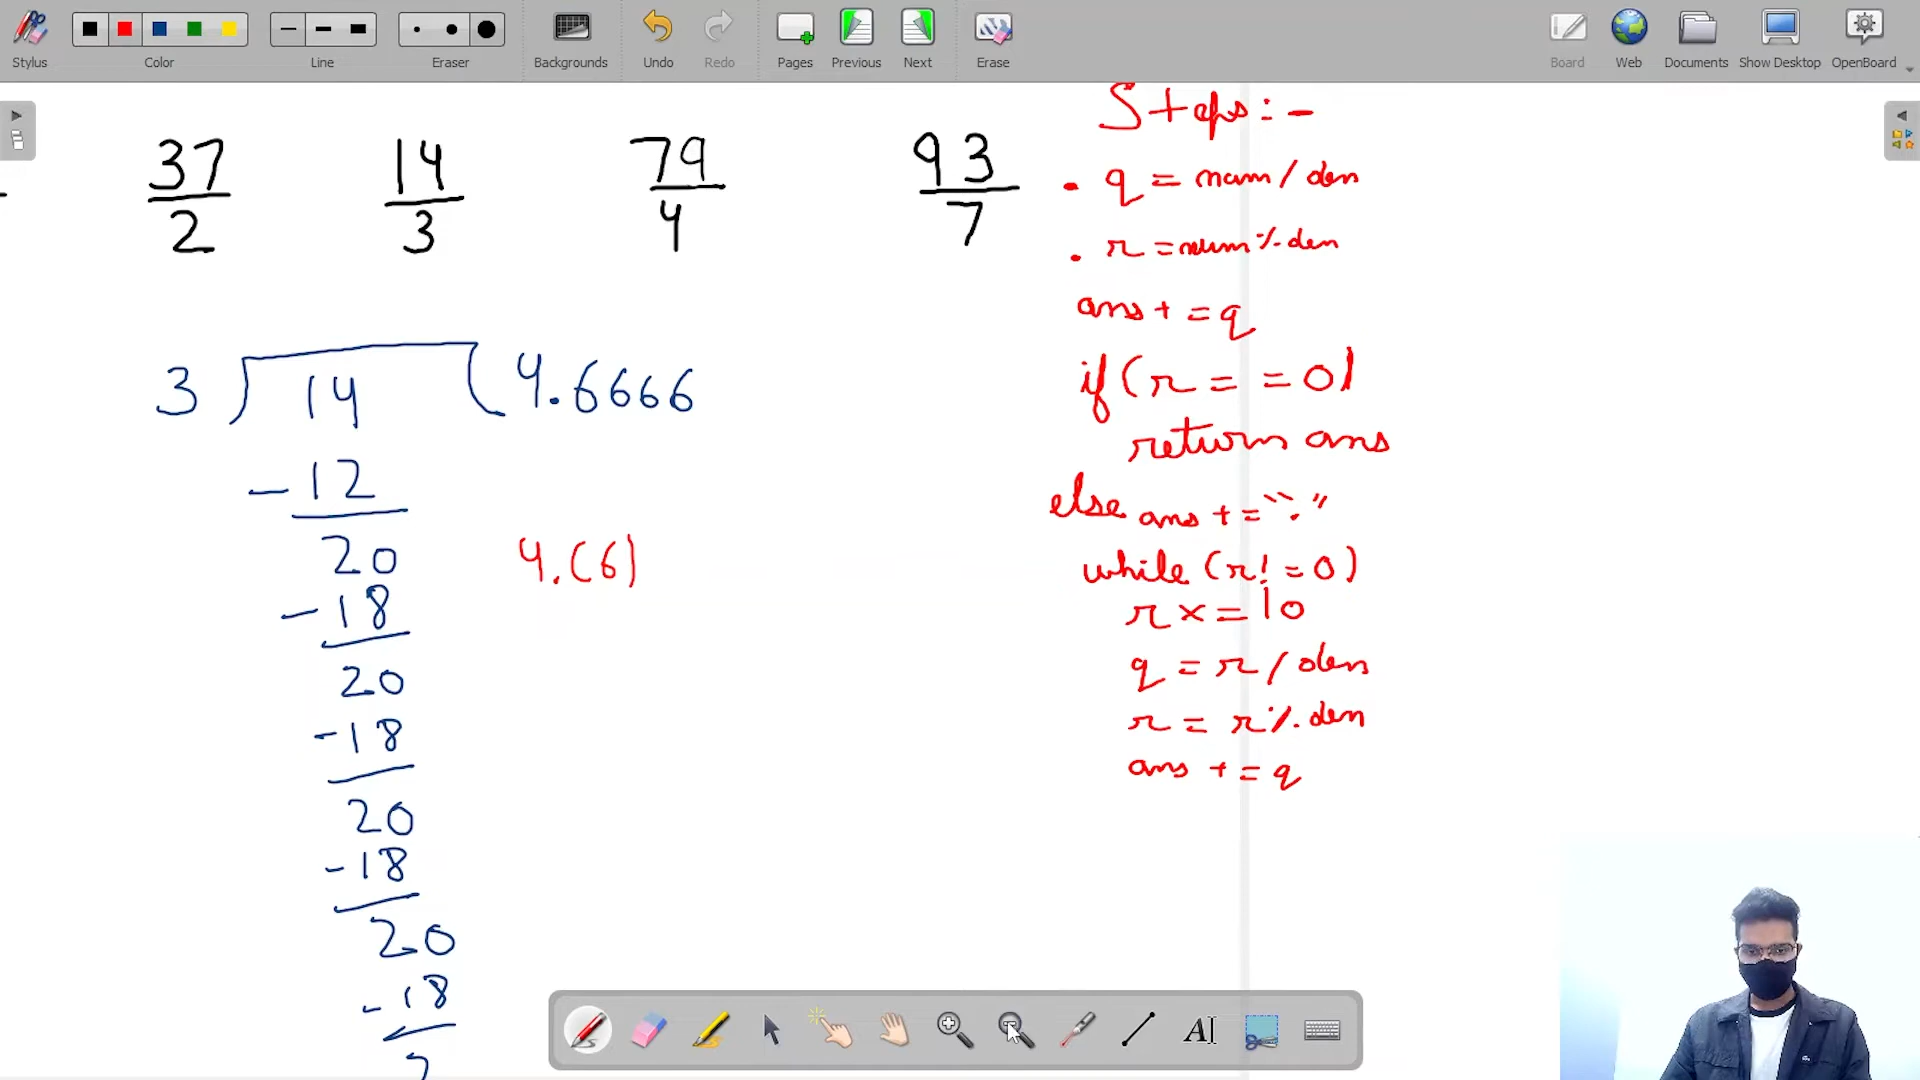 Stylus
Color
Line
Eraser
Backgrounds
Undo
Redo
Pages
Previous
Next
Erase
Board
Web
Documents
Show Desktop
OpenBoard
37
2
14
3
79
4
93
7
3
14
4.6666
-12
20
-18
20
-18
20
-18
20
-18
2
4.(6)
Steps:-
• q = num/den
• r = num%den
ans+=q
if(r==0)
return ans
else ans+="."
while(r!=0)
r×=10
q = r/den
r = r%den
ans+=q
AI